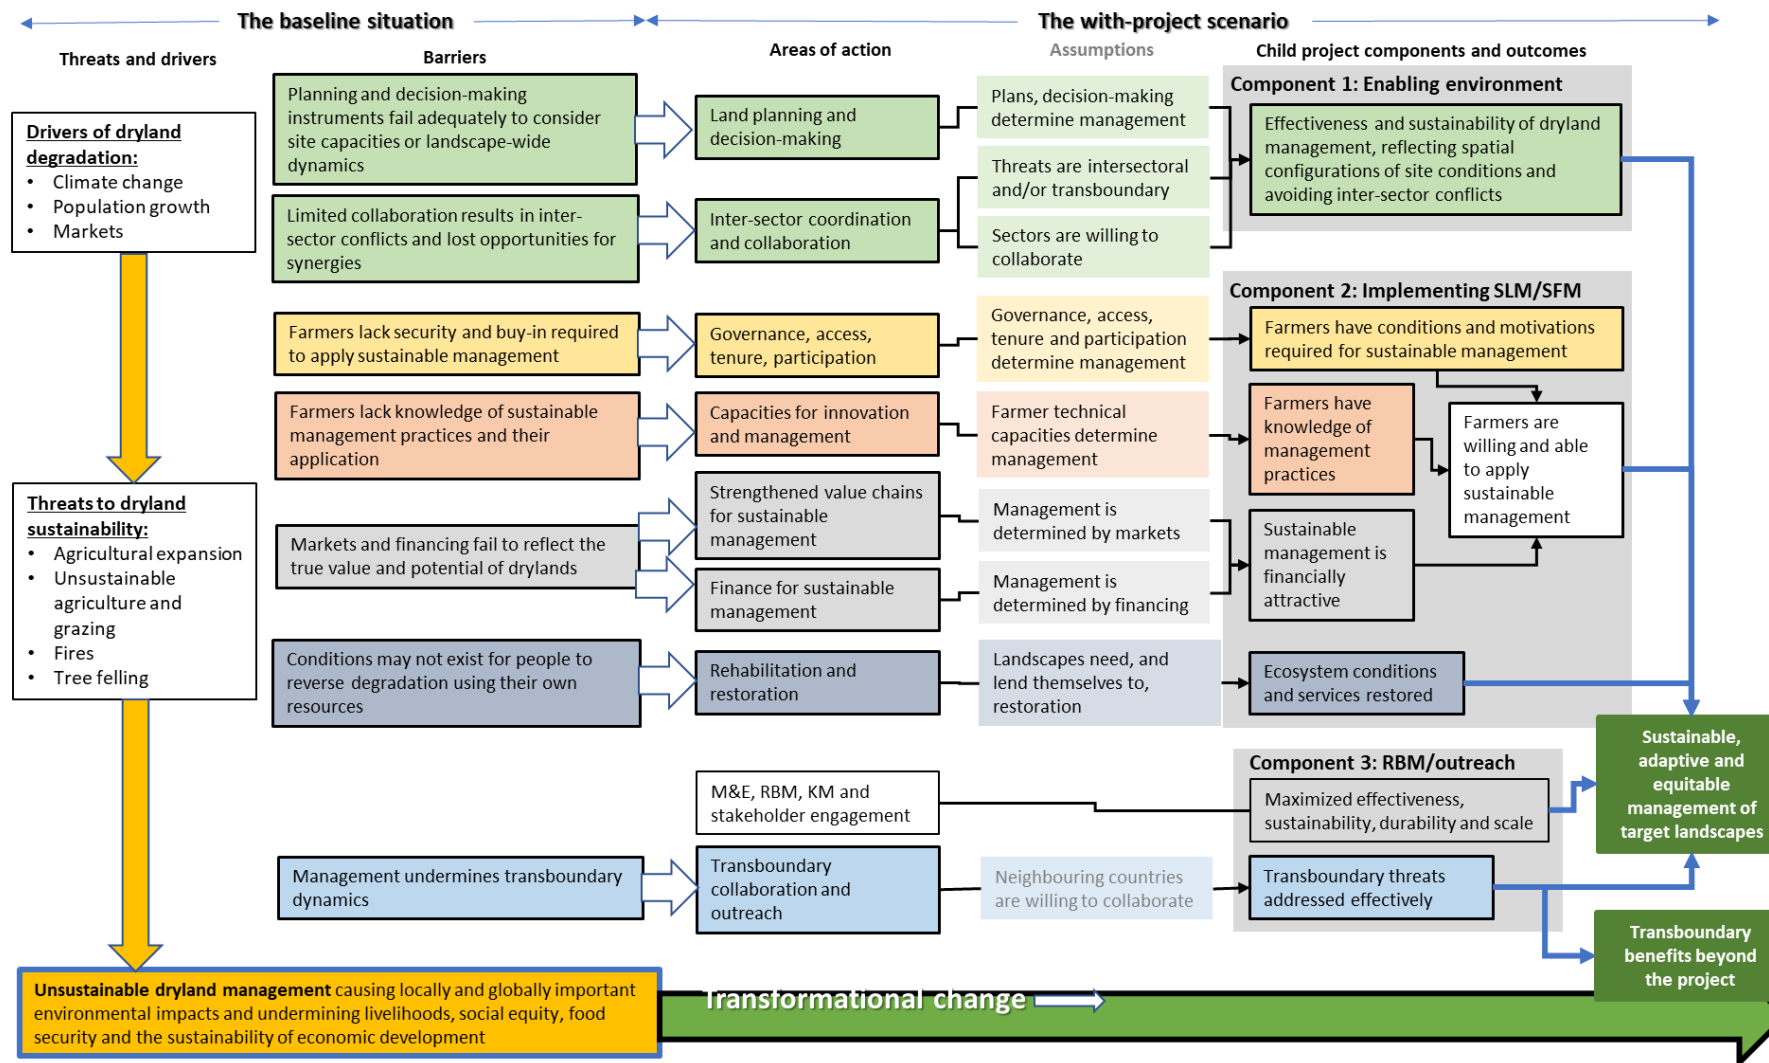 The baseline situation
The with-project scenario
Threats and drivers
Barriers
Areas of action
Assumptions
Child project components and outcomes
Drivers of dryland
degradation:
• Climate change
• Population growth
• Markets
Threats to dryland
sustainability:
• Agricultural expansion
• Unsustainable
agriculture and
grazing
• Fires
• Tree felling
Planning and decision-making
instruments fail adequately to consider
site capacities or landscape-wide
dynamics
Limited collaboration results in inter-
sector conflicts and lost opportunities for
synergies
Farmers lack security and buy-in required
to apply sustainable management
Farmers lack knowledge of sustainable
management practices and their
application
Markets and financing fail to reflect the
true value and potential of drylands
Conditions may not exist for people to
reverse degradation using their own
resources
Management undermines transboundary
dynamics
Land planning and
decision-making
Inter-sector coordination
and collaboration
Governance, access,
tenure, participation
Capacities for innovation
and management
Strengthened value chains
for sustainable
management
Finance for sustainable
management
Rehabilitation and
restoration
M&E, RBM, KM and
stakeholder engagement
Transboundary
collaboration and
outreach
Plans, decision-making
determine management
Threats are intersectoral
and/or transboundary
Sectors are willing to
collaborate
Governance, access,
tenure and participation
determine management
Farmer technical
capacities determine
management
Management is
determined by markets
Management is
determined by financing
Landscapes need, and
lend themselves to,
restoration
Neighbouring countries
are willing to collaborate
Component 1: Enabling environment
Effectiveness and sustainability of dryland
management, reflecting spatial
configurations of site conditions and
avoiding inter-sector conflicts
Component 2: Implementing SLM/SFM
Farmers have conditions and motivations
required for sustainable management
Farmers have
knowledge of
management
practices
Farmers are
willing and able
to apply
sustainable
management
Sustainable
management is
financially
attractive
Ecosystem conditions
and services restored
Component 3: RBM/outreach
Maximized effectiveness,
sustainability, durability and scale
Transboundary threats
addressed effectively
Sustainable,
adaptive and
equitable
management of
target landscapes
Transboundary
benefits beyond
the project
Unsustainable dryland management causing locally and globally important
environmental impacts and undermining livelihoods, social equity, food
security and the sustainability of economic development
Transformational change